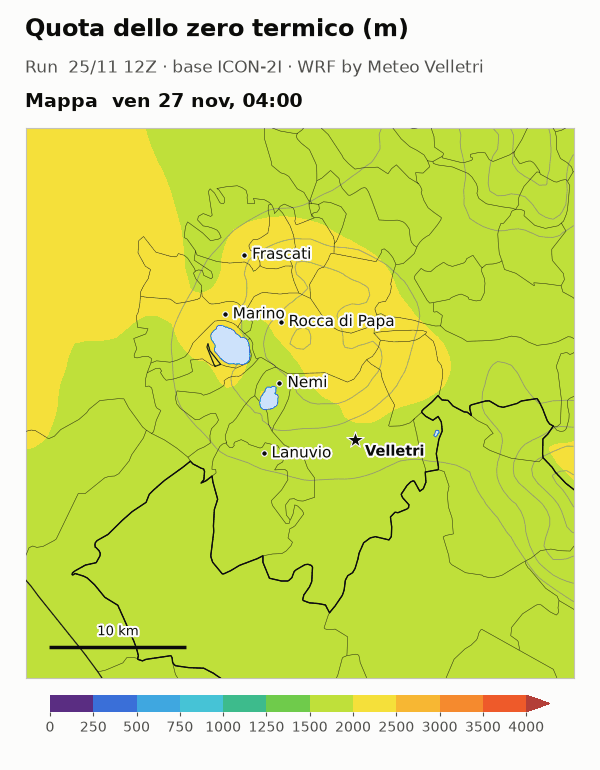 Quota dello zero termico (m)
Run 25/11 12Z · base ICON-2I · WRF by Meteo Velletri
Mappa ven 27 nov, 04:00
Frascati
Marino
Rocca di Papa
Nemi
Velletri
Lanuvio
10 km
0 250 500 750 1000 1250 1500 2000 2500 3000 3500 4000